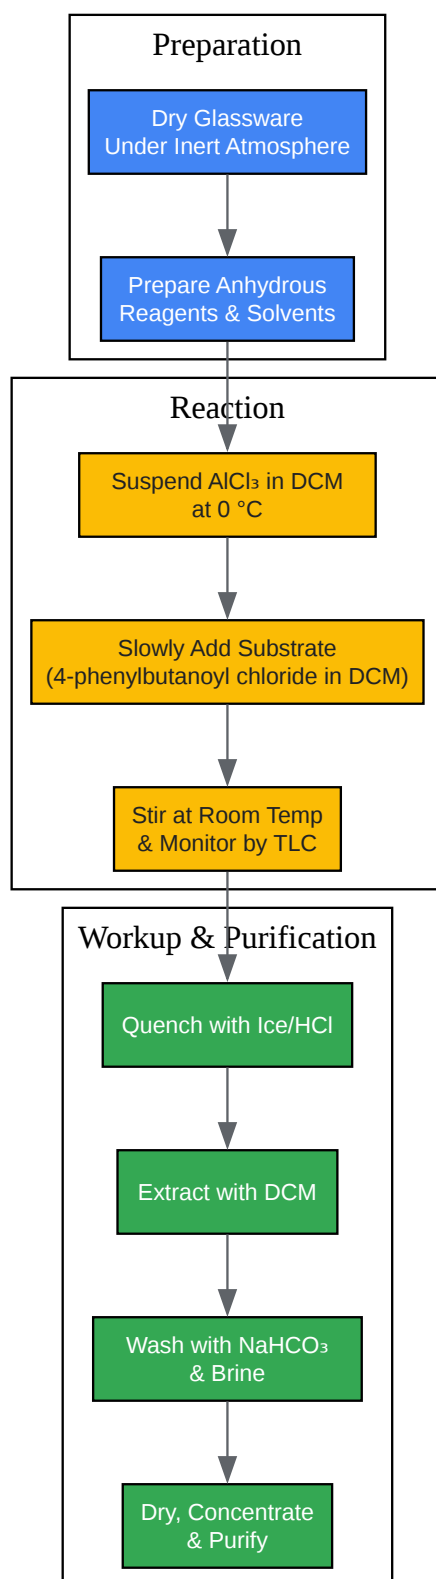 Preparation
Dry Glassware
Under Inert Atmosphere
Prepare Anhydrous
Reagents & Solvents
Reaction
Suspend AlCl₃ in DCM
at 0 °C
Slowly Add Substrate
(4-phenylbutanoyl chloride in DCM)
Stir at Room Temp
& Monitor by TLC
Workup & Purification
Quench with Ice/HCl
Extract with DCM
Wash with NaHCO₃
& Brine
Dry, Concentrate
& Purify